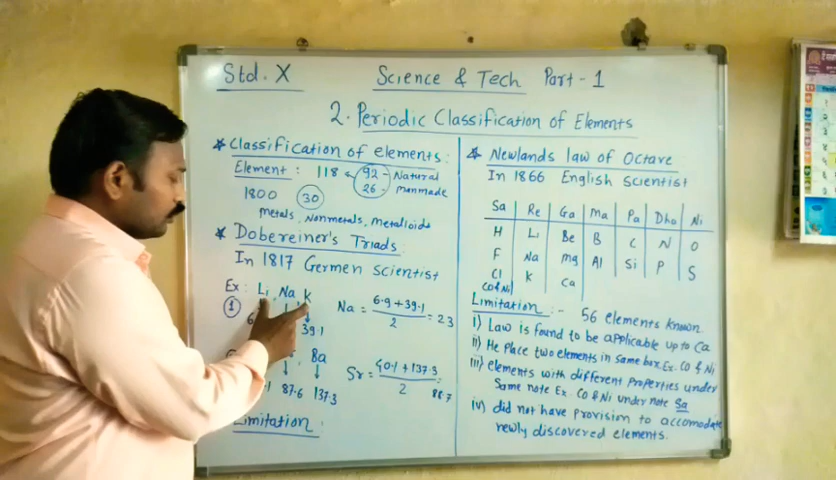 Std. X
Science & Tech Part - 1
2. Periodic Classification of Elements
* Classification of elements:
Element: 118 ← 92 - Natural
26 - manmade
1800 30
metals, Nonmetals, Metalloids
* Dobereiner's Triads
In 1817 Germen scientist
Ex: Li Na K
① 6 39.1
Na = 6.9 + 39.1 / 2 = 23
Ba
87.6 137.3
Sr = 40.1 + 137.3 / 2 = 88.7
Limitation:
* Newlands law of Octave
In 1866 English scientist
Sa Re Ga Ma Pa Dha Ni
H Li Be B C N O
F Na Mg Al Si P S
Cl K Ca
Co & Ni
Limitation :- 56 elements known.
i) Law is found to be applicable up to Ca
ii) He Place two elements in same box Ex. Co & Ni
iii) elements with different Properties under
Same note Ex. Co & Ni under note Sa
iv) did not have provision to accomodate
newly discovered elements.